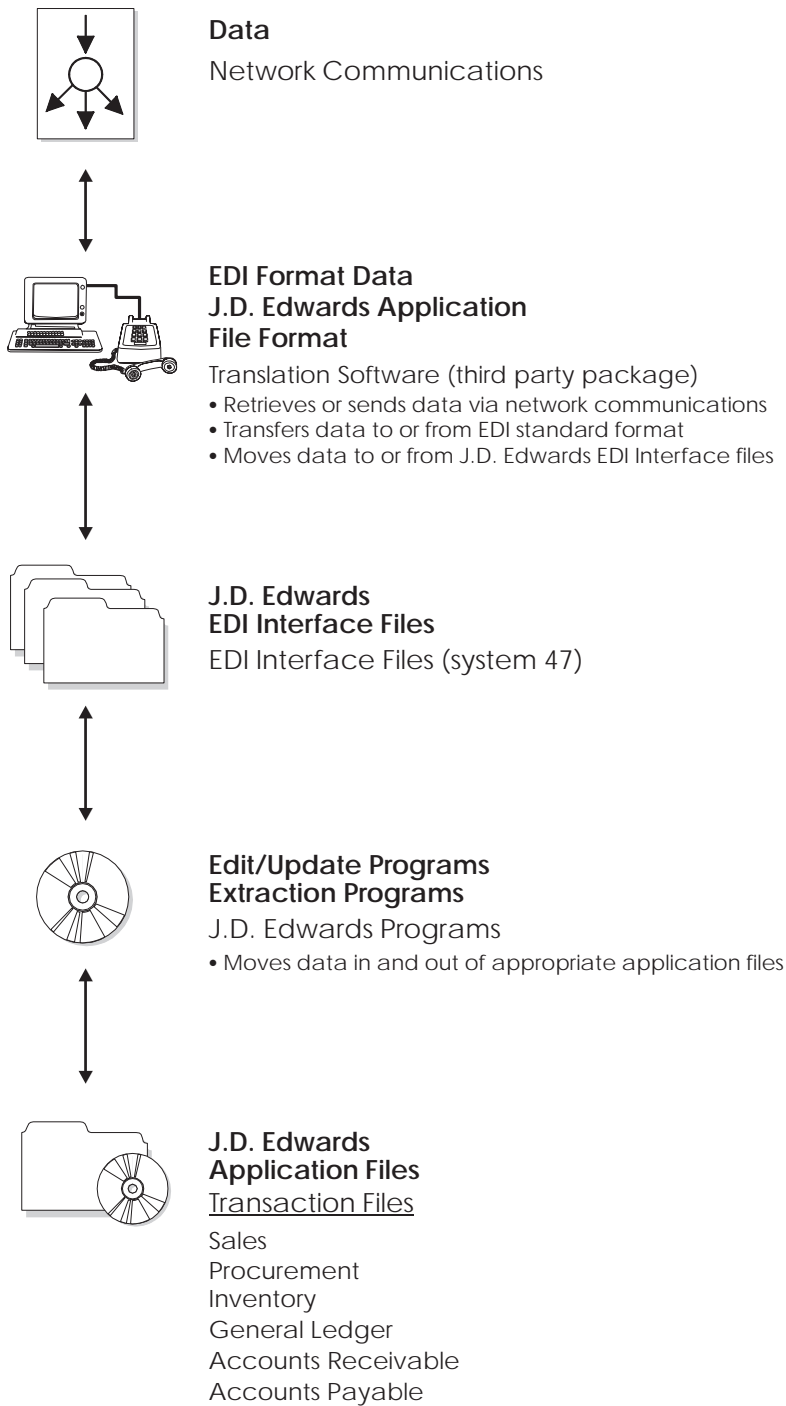 Data
Network Communications
EDI Format Data
J.D. Edwards Application
File Format
Translation Software (third party package)
• Retrieves or sends data via network communications
• Transfers data to or from EDI standard format
• Moves data to or from J.D. Edwards EDI Interface files
J.D. Edwards
EDI Interface Files
EDI Interface Files (system 47)
Edit/Update Programs
Extraction Programs
J.D. Edwards Programs
• Moves data in and out of appropriate application files
J.D. Edwards
Application Files
Transaction Files
Sales
Procurement
Inventory
General Ledger
Accounts Receivable
Accounts Payable